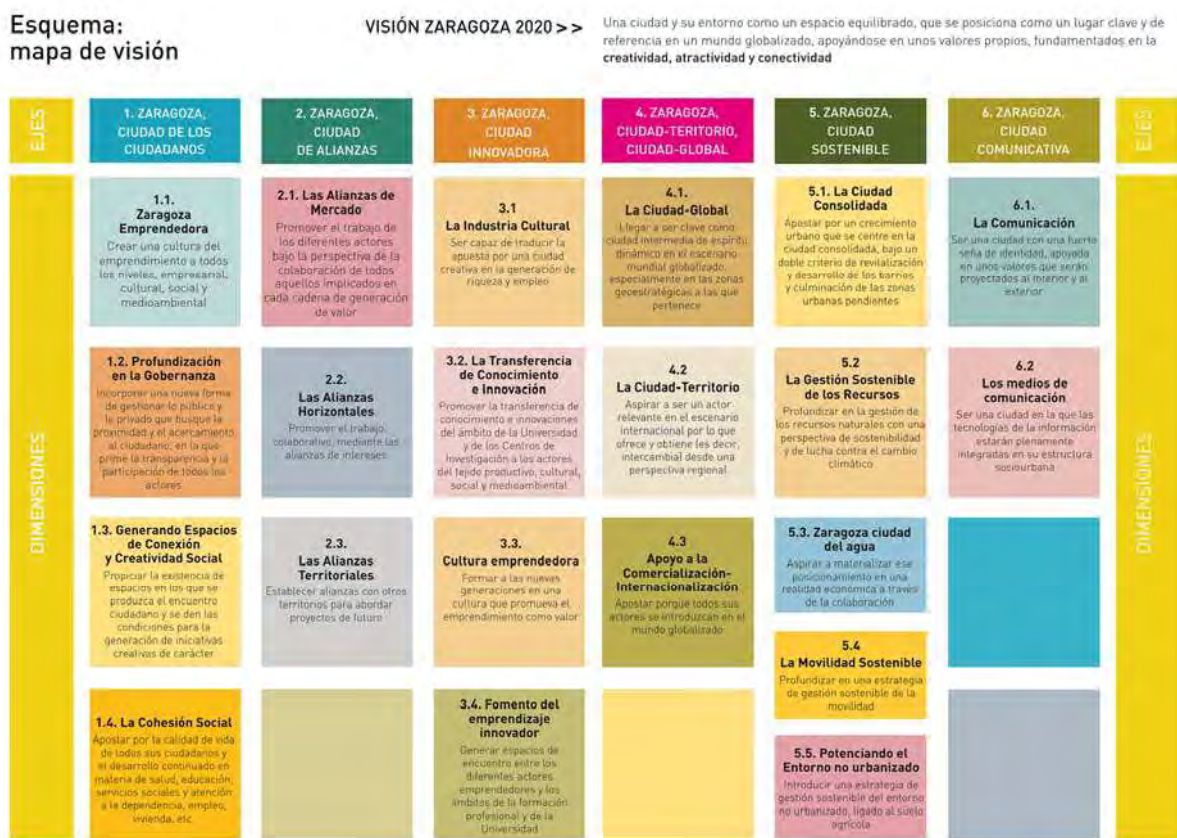 Esquema:
mapa de visión
VISIÓN ZARAGOZA 2020 >>
Una ciudad y su entorno como un espacio equilibrado, que se posiciona como un lugar clave y de
referencia en un mundo globalizado, apoyándose en unos valores propios, fundamentados en la
creatividad, atractividad y conectividad
EJES
1. ZARAGOZA,
CIUDAD DE LOS
CIUDADANOS
2. ZARAGOZA,
CIUDAD
DE ALIANZAS
3. ZARAGOZA,
CIUDAD
INNOVADORA
4. ZARAGOZA,
CIUDAD-TERITORIO,
CIUDAD-GLOBAL
5. ZARAGOZA,
CIUDAD
SOSTENIBLE
6. ZARAGOZA,
CIUDAD
COMUNICATIVA
EJES
DIMENSIONES
1.1.
Zaragoza
Emprendedora
Crear una cultura del
emprendimiento a todos
los niveles, empresarial,
cultural, social y
medioambiental
2.1. Las Alianzas de
Mercado
Promover el trabajo de
los diferentes actores
bajo la perspectiva de la
colaboración de todos
aquellos implicados en
cada cadena de generación
de valor
3.1
La Industria Cultural
Ser capaz de traducir la
apuesta por una ciudad
creativa en la generación de
riqueza y empleo
4.1.
La Ciudad-Global
Llegar a ser clave como
ciudad intermedia de espíritu
dinámico en el escenario
mundial globalizado,
especialmente en las zonas
geoestratégicas a las que
pertenece
5.1. La Ciudad
Consolidada
Apostar por un crecimiento
urbano que se centre en la
ciudad consolidada, bajo un
doble criterio de revitalización
y desarrollo de los barrios
y culminación de las zonas
urbanas pendientes
6.1.
La Comunicación
Ser una ciudad con una fuerte
seña de identidad, apoyada
en unos valores que serán
proyectados al interior y al
exterior
1.2. Profundización
en la Gobernanza
Incorporar una nueva forma
de gestionar lo público y
lo privado que busque la
proximidad y el acercamiento
al ciudadano, en la que
prime la transparencia y la
participación de todos los
actores
2.2.
Las Alianzas
Horizontales
Promover el trabajo,
colaborativo, mediante las
alianzas de intereses
3.2. La Transferencia
de Conocimiento
e Innovación
Promover la transferencia de
conocimiento e innovaciones
del ámbito de la Universidad
y de los Centros de
Investigación a los actores
del tejido productivo, cultural,
social y medioambiental
4.2
La Ciudad-Territorio
Aspirar a ser un actor
relevante en el escenario
internacional por lo que
ofrece y obtiene (es decir,
intercambia) desde una
perspectiva regional
5.2
La Gestión Sostenible
de los Recursos
Profundizar en la gestión de
los recursos naturales con una
perspectiva de sostenibilidad
y de lucha contra el cambio
climático
6.2
Los medios de
comunicación
Ser una ciudad en la que las
tecnologías de la información
estarán plenamente
integradas en su estructura
sociourbana
1.3. Generando Espacios
de Conexión
y Creatividad Social
Propiciar la existencia de
espacios en los que se
produzca el encuentro
ciudadano y se den las
condiciones para la
generación de iniciativas
creativas de carácter
2.3.
Las Alianzas
Territoriales
Establecer alianzas con otros
territorios para abordar
proyectos de futuro
3.3.
Cultura emprendedora
Formar a las nuevas
generaciones en una
cultura que promueva el
emprendimiento como valor
4.3
Apoyo a la
Comercialización-
Internacionalización
Apostar porque todos sus
actores se introduzcan en el
mundo globalizado
5.3. Zaragoza ciudad
del agua
Aspirar a materializar ese
posicionamiento en una
realidad económica a través
de la colaboración
5.4
La Movilidad Sostenible
Profundizar en una estrategia
de gestión sostenible de la
movilidad
1.4. La Cohesión Social
Apostar por la calidad de vida
de todos sus ciudadanos y
el desarrollo continuado en
materia de salud, educación,
servicios sociales y atención
a la dependencia, empleo,
vivienda, etc.
3.4. Fomento del
emprendizaje
innovador
Generar espacios de
encuentro entre los
diferentes actores
emprendedores y los
ámbitos de la formación
profesional y de la
Universidad
5.5. Potenciando el
Entorno no urbanizado
Introducir una estrategia de
gestión sostenible del entorno
no urbanizado, ligado al suelo
agrícola
DIMENSIONES